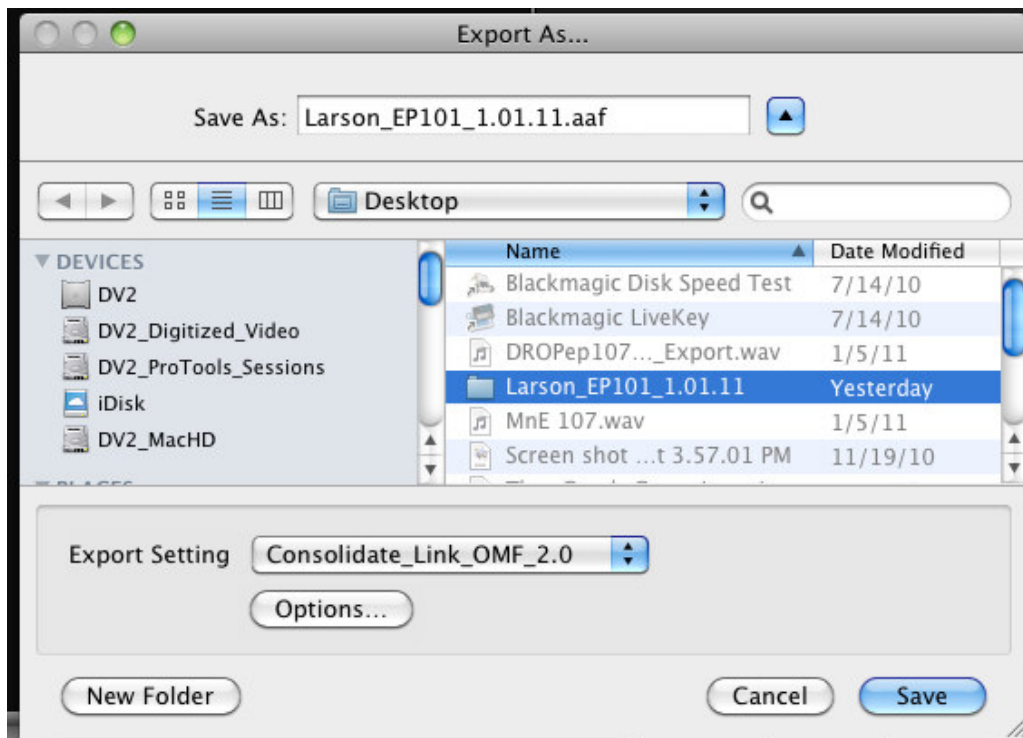 Export As...
Save As: Larson_EP101_1.01.11.aaf
Desktop
Name Date Modified
DEVICES
DV2
DV2_Digitized_Video
DV2_ProTools_Sessions
iDisk
DV2_MacHD
Blackmagic Disk Speed Test 7/14/10
Blackmagic LiveKey 7/14/10
DROPep107..._Export.wav 1/5/11
Larson_EP101_1.01.11 Yesterday
MnE 107.wav 1/5/11
Screen shot ...t 3.57.01 PM 11/19/10
Export Setting Consolidate_Link_OMF_2.0
Options...
New Folder Cancel Save